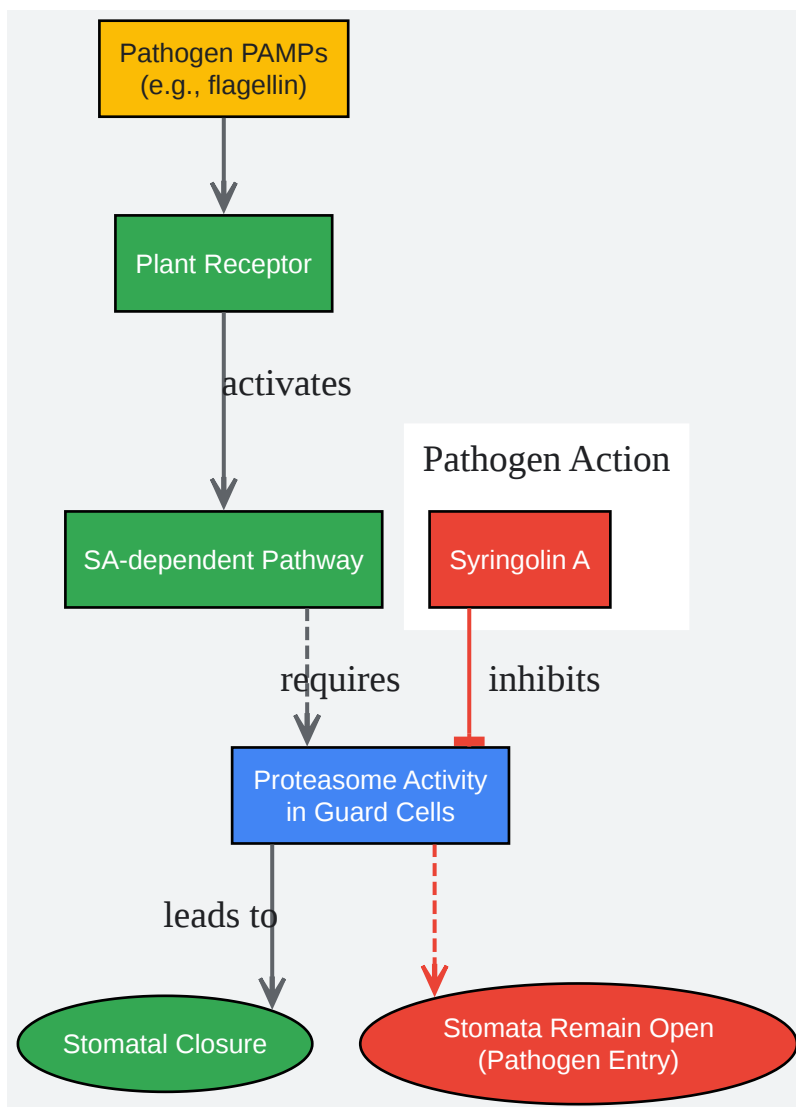 Pathogen PAMPs
(e.g., flagellin)
Plant Receptor
activates
Pathogen Action
SA-dependent Pathway
Syringolin A
requires
inhibits
Proteasome Activity
in Guard Cells
leads to
Stomatal Closure
Stomata Remain Open
(Pathogen Entry)